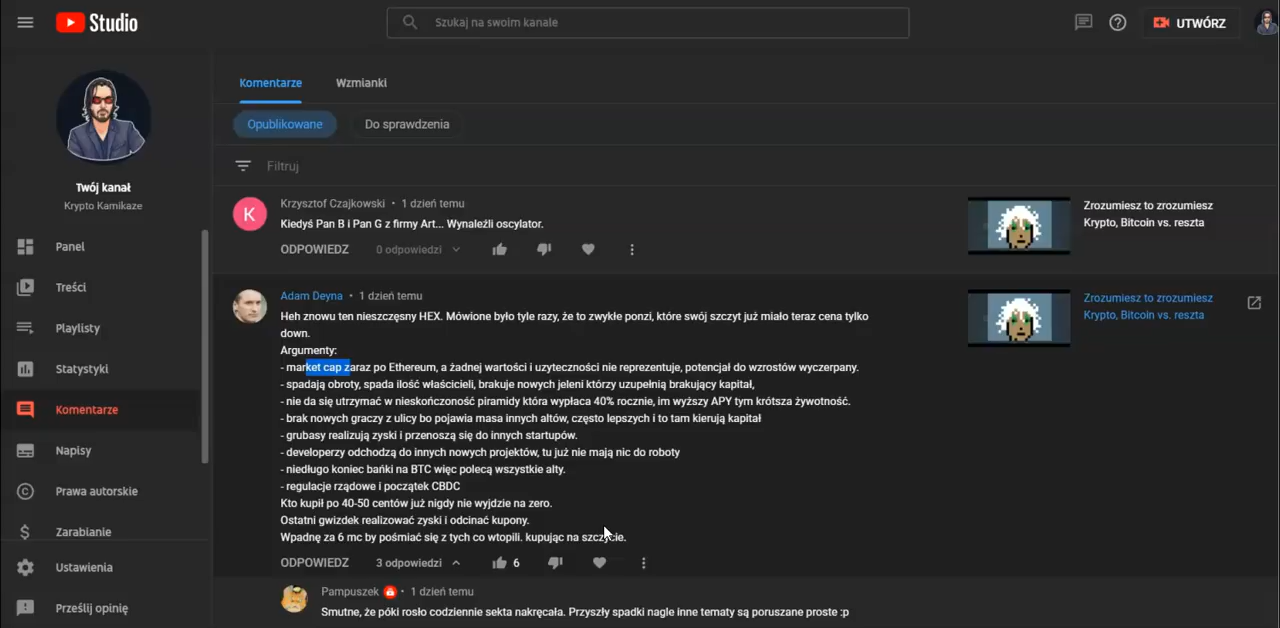 Studio
Szukaj na swoim kanale
UTWÓRZ
Twój kanał
Krypto Kamikaze
Panel
Treści
Playlisty
Statystyki
Komentarze
Napisy
Prawa autorskie
Zarabianie
Ustawienia
Prześlij opinię
Komentarze
Wzmianki
Opublikowane
Do sprawdzenia
Filtruj
K
Krzysztof Czajkowski • 1 dzień temu
Kiedyś Pan B i Pan G z firmy Art... Wynaleźli oscylator.
ODPOWIEDZ 0 odpowiedzi
Zrozumiesz to zrozumiesz
Krypto, Bitcoin vs. reszta
Adam Deyna • 1 dzień temu
Heh znowu ten nieszczęsny HEX. Mówione było tyle razy, że to zwykłe ponzi, które swój szczyt już miało teraz cena tylko
down.
Argumenty:
- market cap zaraz po Ethereum, a żadnej wartości i uzyteczności nie reprezentuje, potencjał do wzrostów wyczerpany.
- spadają obroty, spada ilość właścicieli, brakuje nowych jeleni którzy uzupełnią brakujący kapitał,
- nie da się utrzymać w nieskończoność piramidy która wypłaca 40% rocznie, im wyższy APY tym krótsza żywotność.
- brak nowych graczy z ulicy bo pojawia masa innych altów, często lepszych i to tam kierują kapitał
- grubasy realizują zyski i przenoszą się do innych startupów.
- developerzy odchodzą do innych nowych projektów, tu już nie mają nic do roboty
- niedługo koniec bańki na BTC więc polecą wszystkie alty.
- regulacje rządowe i początek CBDC
Kto kupił po 40-50 centów już nigdy nie wyjdzie na zero.
Ostatni gwizdek realizować zyski i odcinać kupony.
Wpadnę za 6 mc by pośmiać się z tych co wtopili. kupując na szczycie.
ODPOWIEDZ 3 odpowiedzi 6
Zrozumiesz to zrozumiesz
Krypto, Bitcoin vs. reszta
Pampuszek • 1 dzień temu
Smutne, że póki rosło codziennie sekta nakręcała. Przyszły spadki nagle inne tematy są poruszane proste :p